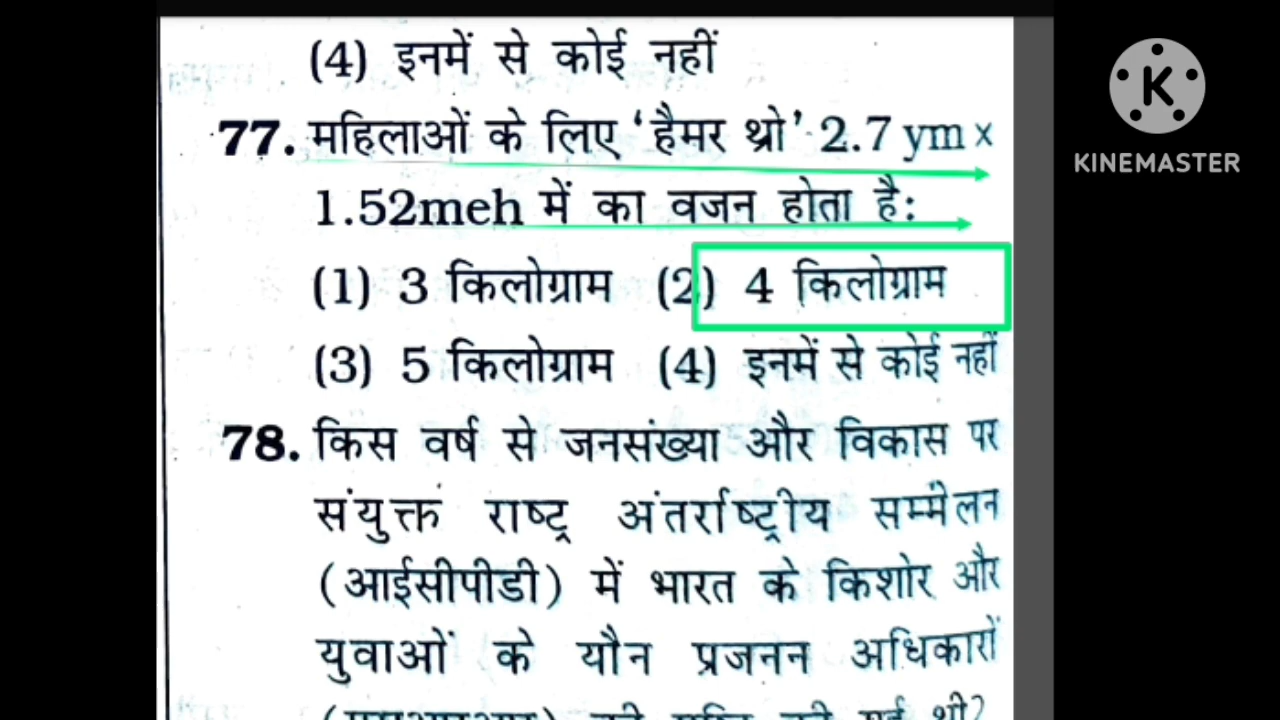 (4) इनमें से कोई नहीं
77. महिलाओं के लिए ‘हैमर थ्रो’ 2.7 ym ×
1.52meh में का वजन होता है:
(1) 3 किलोग्राम (2) 4 किलोग्राम
(3) 5 किलोग्राम (4) इनमें से कोई नहीं
78. किस वर्ष से जनसंख्या और विकास पर
संयुक्त राष्ट्र अंतर्राष्ट्रीय सम्मेलन
(आईसीपीडी) में भारत के किशोर और
युवाओं के यौन प्रजनन अधिकारों
की गई थी?
K
KINEMASTER